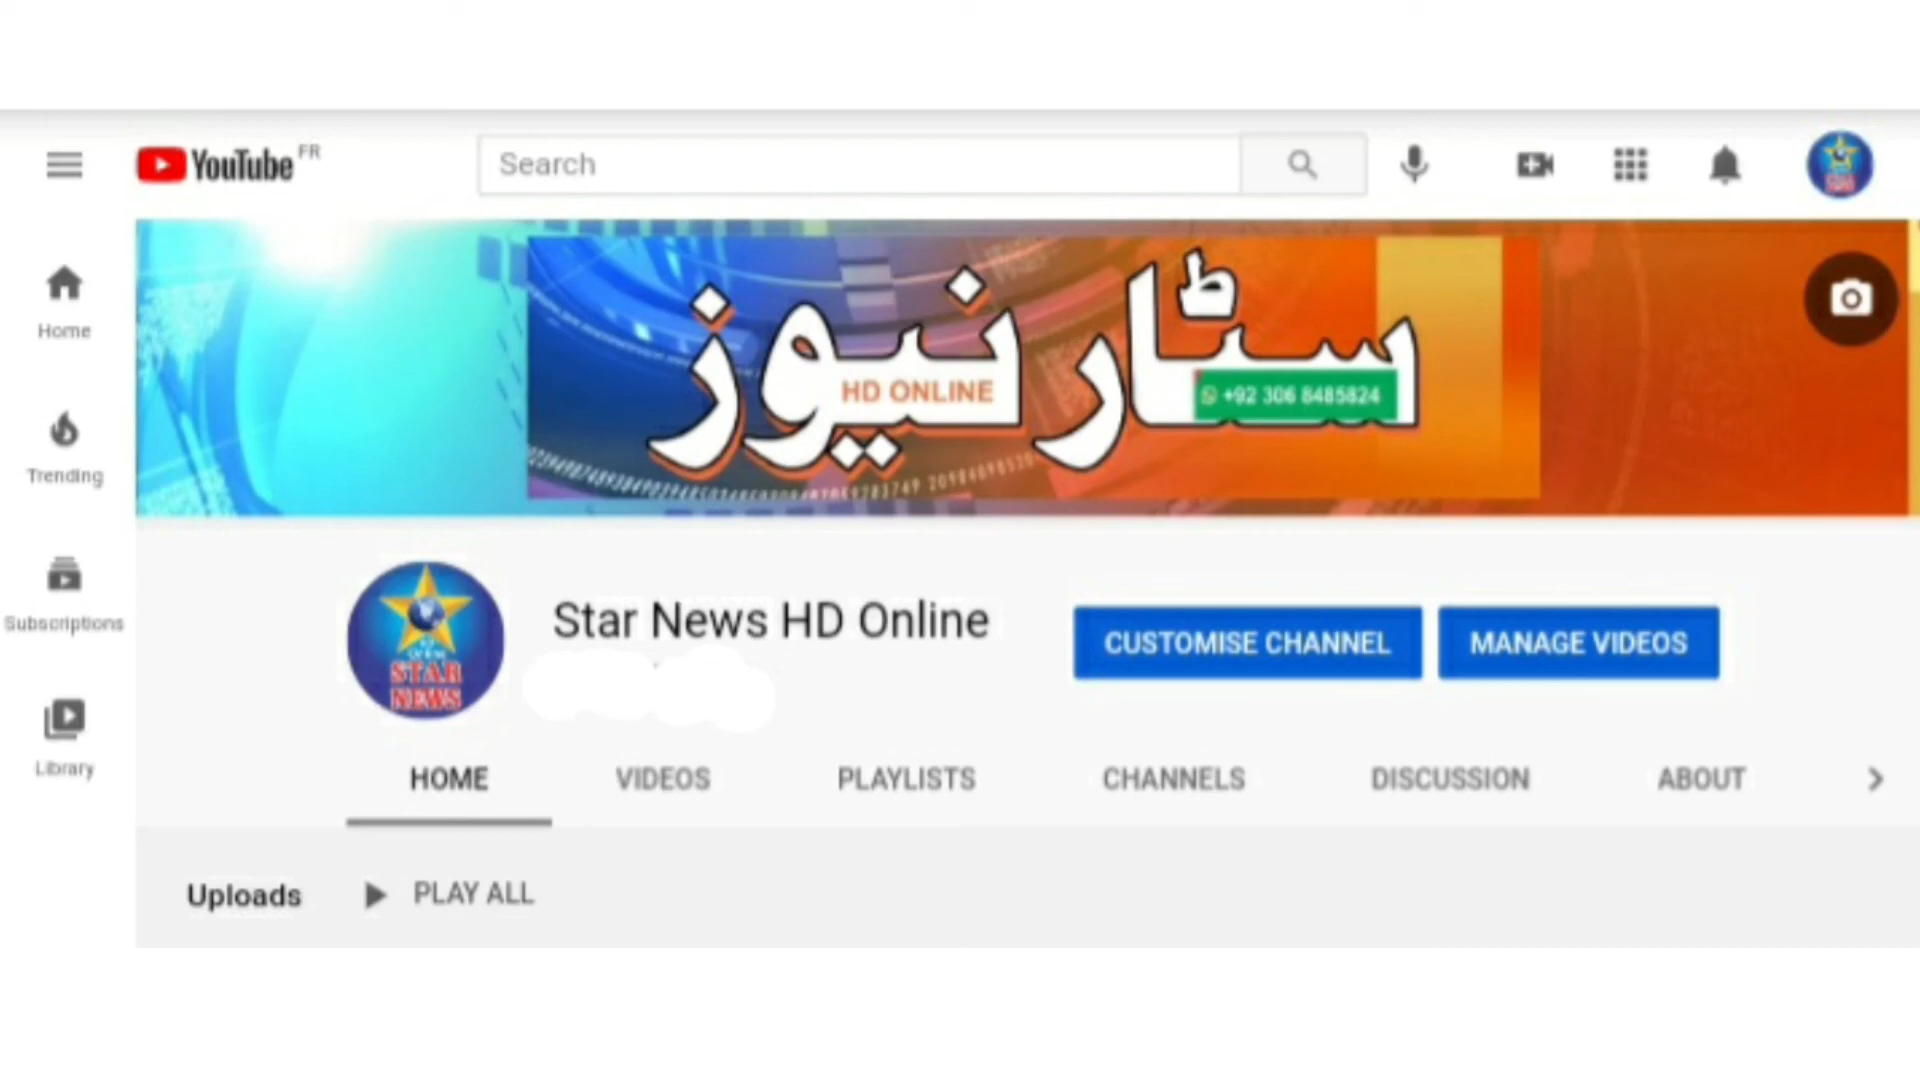 YouTube FR
Search
Home
Trending
Subscriptions
Library
سٹار نیوز
HD ONLINE
+92 306 8485824
STAR
NEWS
Star News HD Online
CUSTOMISE CHANNEL
MANAGE VIDEOS
HOME
VIDEOS
PLAYLISTS
CHANNELS
DISCUSSION
ABOUT
Uploads
PLAY ALL